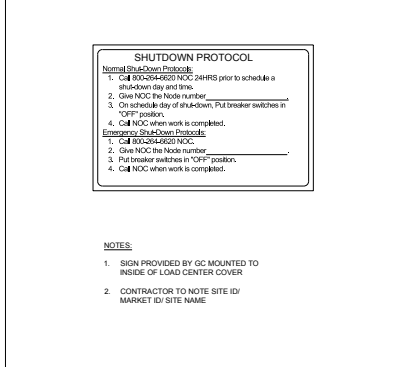 SHUTDOWN PROTOCOL
Normal Shut-Down Protocols:
1. Call 800-264-6620 NOC 24HRS prior to schedule a
shut-down day and time.
2. Give NOC the Node number____________________.
3. On schedule day of shut-down, Put breaker switches in
"OFF" position.
4. Call NOC when work is completed.
Emergency Shut-Down Protocols:
1. Call 800-264-6620 NOC.
2. Give NOC the Node number____________________.
3. Put breaker switches in "OFF" position.
4. Call NOC when work is completed.
NOTES:
1. SIGN PROVIDED BY GC MOUNTED TO
INSIDE OF LOAD CENTER COVER
2. CONTRACTOR TO NOTE SITE ID/
MARKET ID/ SITE NAME